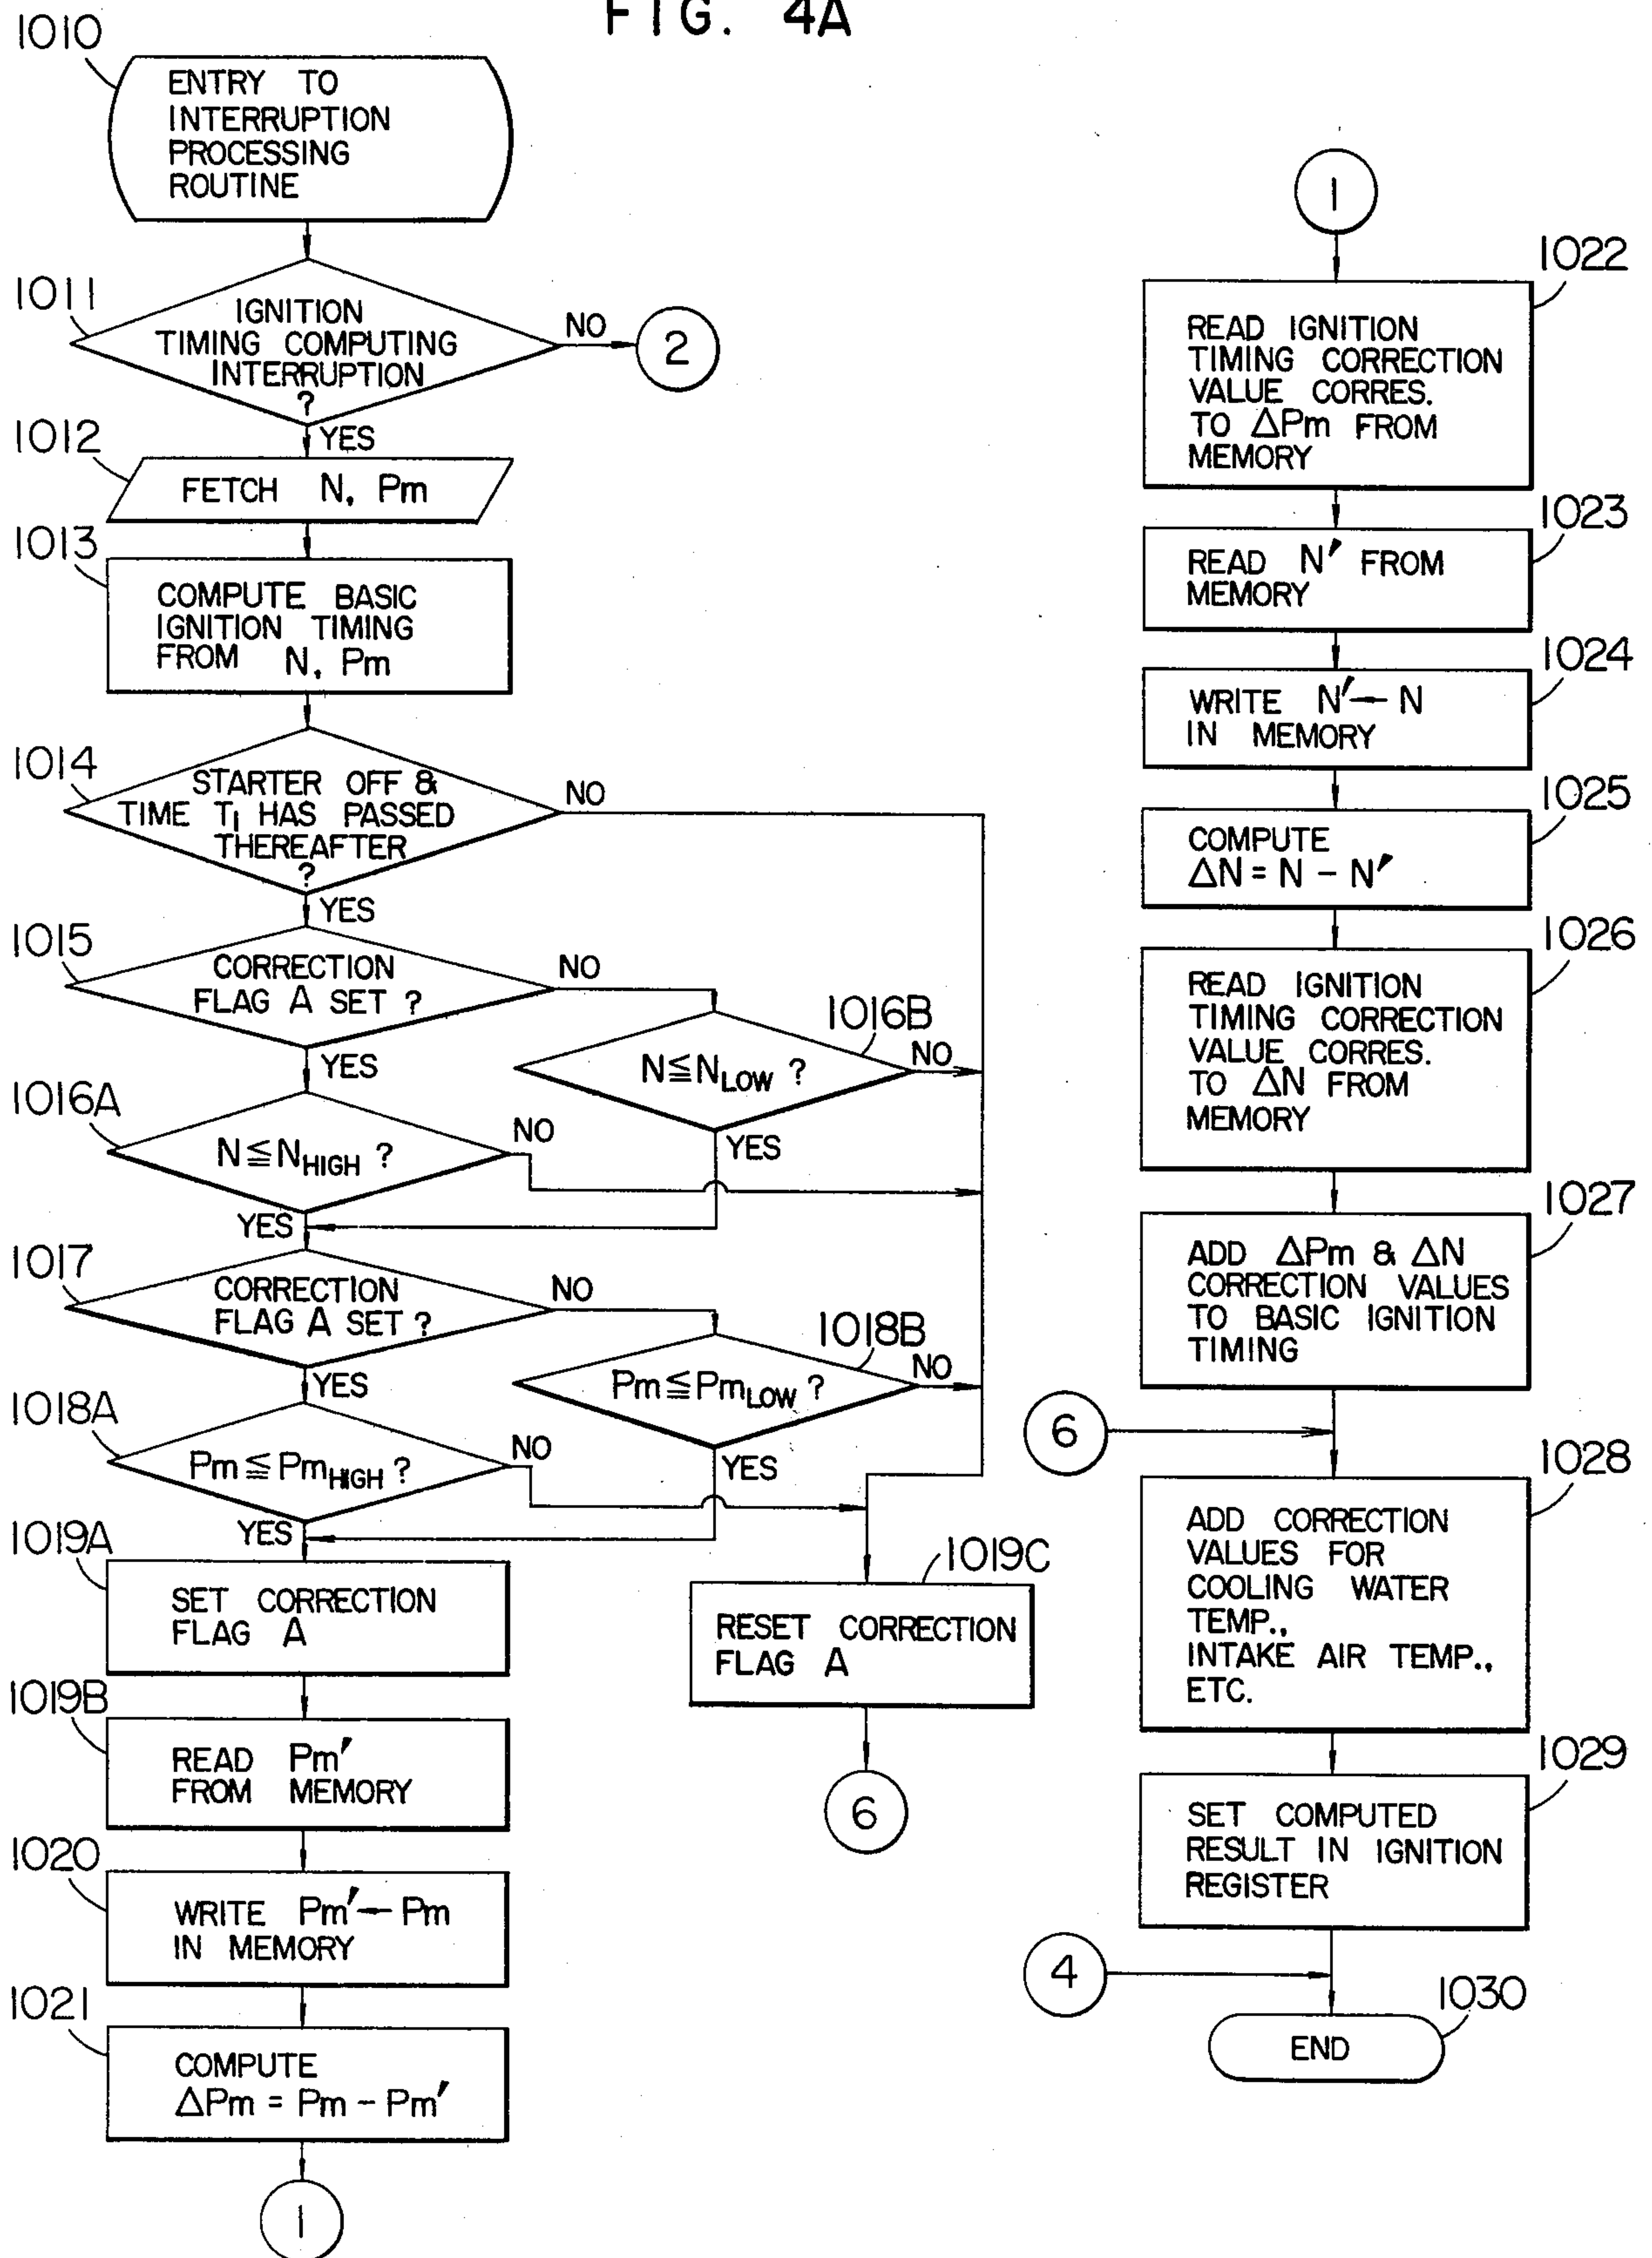 FIG. 4A
1010
ENTRY TO
INTERRUPTION
PROCESSING
ROUTINE
1011
IGNITION
TIMING COMPUTING
INTERRUPTION
?
NO
2
YES
1012
FETCH N, Pm
1013
COMPUTE BASIC
IGNITION TIMING
FROM N, Pm
1014
STARTER OFF &
TIME T1 HAS PASSED
THEREAFTER
?
NO
YES
1015
CORRECTION
FLAG A SET ?
NO
YES
1016B
N≦NLOW ?
NO
YES
1016A
N≦NHIGH ?
NO
YES
1017
CORRECTION
FLAG A SET ?
NO
YES
1018B
Pm≦PmLOW ?
NO
YES
1018A
Pm≦PmHIGH ?
NO
YES
1019A
SET CORRECTION
FLAG A
1019C
RESET CORRECTION
FLAG A
6
1019B
READ Pm'
FROM MEMORY
1020
WRITE Pm'← Pm
IN MEMORY
1021
COMPUTE
ΔPm = Pm - Pm'
1
1
1022
READ IGNITION
TIMING CORRECTION
VALUE CORRES.
TO ΔPm FROM
MEMORY
1023
READ N' FROM
MEMORY
1024
WRITE N'← N
IN MEMORY
1025
COMPUTE
ΔN = N - N'
1026
READ IGNITION
TIMING CORRECTION
VALUE CORRES.
TO ΔN FROM
MEMORY
1027
ADD ΔPm & ΔN
CORRECTION VALUES
TO BASIC IGNITION
TIMING
6
1028
ADD CORRECTION
VALUES FOR
COOLING WATER
TEMP.,
INTAKE AIR TEMP.,
ETC.
1029
SET COMPUTED
RESULT IN IGNITION
REGISTER
4
1030
END